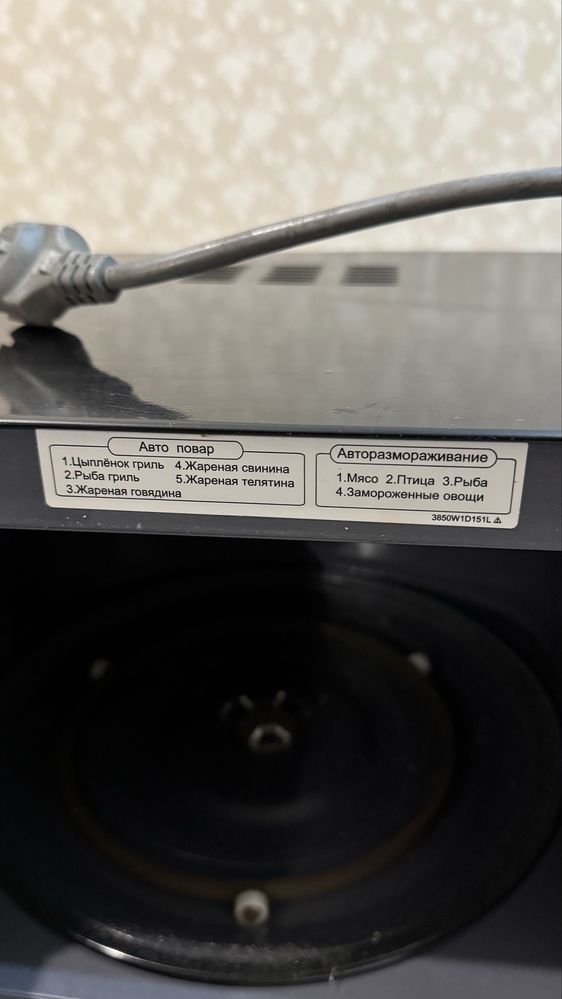 Авто повар
1.Цыплёнок гриль 4.Жареная свинина
2.Рыба гриль 5.Жареная телятина
3.Жареная говядина
Авторазмораживание
1.Мясо 2.Птица 3.Рыба
4.Замороженные овощи
3850W1D151L